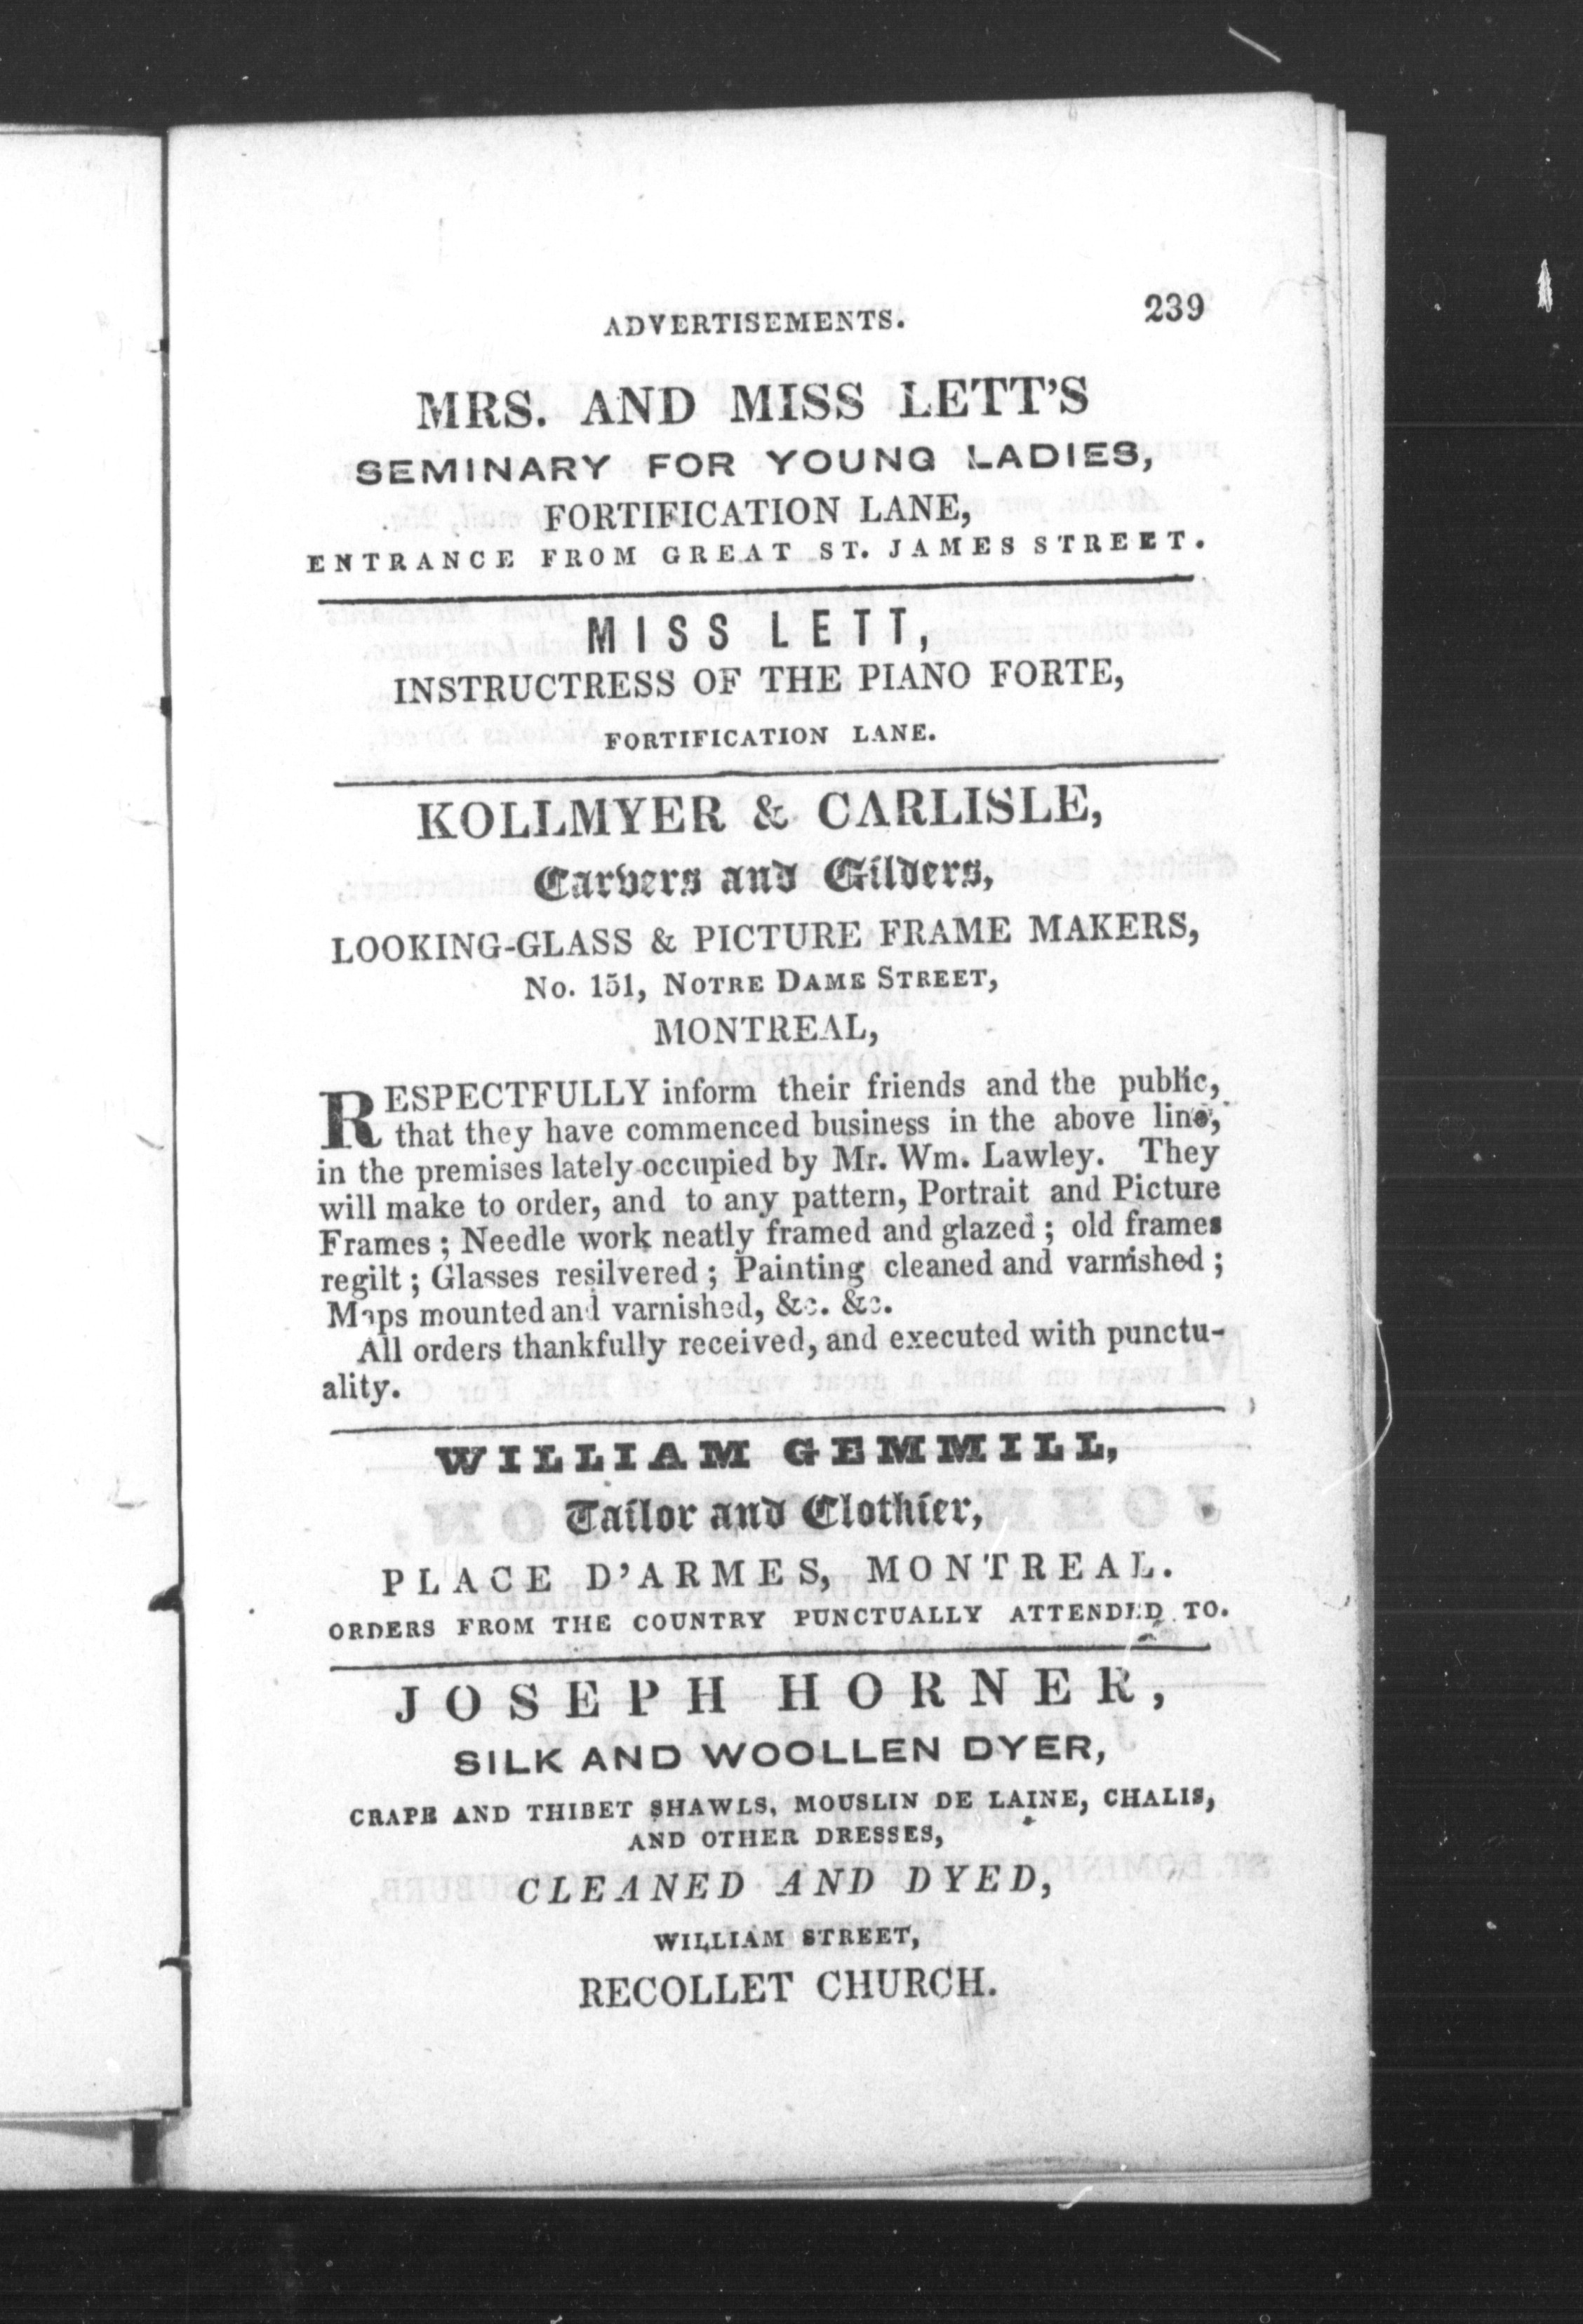 ADVERTISEMENTS. 239
MRS. AND MISS LETT'S
SEMINARY FOR YOUNG LADIES,
FORTIFICATION LANE,
ENTRANCE FROM GREAT ST. JAMES STREET.
MISS LETT,
INSTRUCTRESS OF THE PIANO FORTE,
FORTIFICATION LANE.
KOLLMYER & CARLISLE,
Carvers and Gilders,
LOOKING-GLASS & PICTURE FRAME MAKERS,
No. 151, NOTRE DAME STREET,
MONTREAL,
RESPECTFULLY inform their friends and the public,
that they have commenced business in the above line,
in the premises lately occupied by Mr. Wm. Lawley. They
will make to order, and to any pattern, Portrait and Picture
Frames; Needle work neatly framed and glazed; old frames
regilt; Glasses resilvered; Painting cleaned and varnished;
Maps mounted and varnished, &c. &c.
All orders thankfully received, and executed with punctu-
ality.
WILLIAM GEMMILL,
Tailor and Clothier,
PLACE D'ARMES, MONTREAL.
ORDERS FROM THE COUNTRY PUNCTUALLY ATTENDED TO.
JOSEPH HORNER,
SILK AND WOOLLEN DYER,
CRAPE AND THIBET SHAWLS, MOUSLIN DE LAINE, CHALIS,
AND OTHER DRESSES,
CLEANED AND DYED,
WILLIAM STREET,
RECOLLET CHURCH.